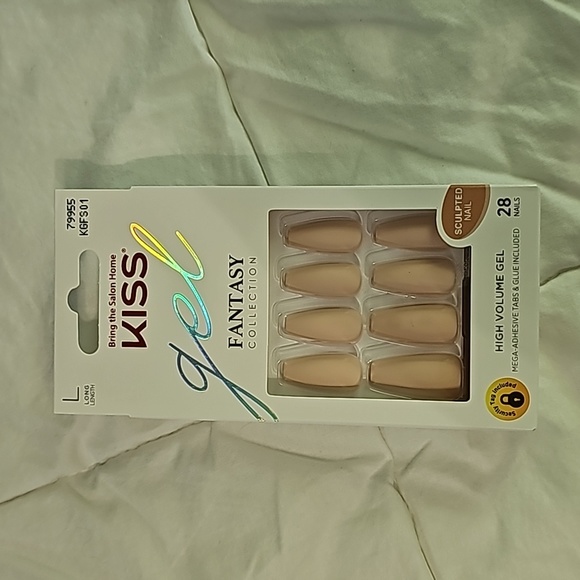 79955
KGFS01
L
LONG
LENGTH
Bring the Salon Home
KISS®
gel
FANTASY
COLLECTION
SCULPTED
NAIL
28
NAILS
HIGH VOLUME GEL
MEGA-ADHESIVE TABS & GLUE INCLUDED
Security Tag Included